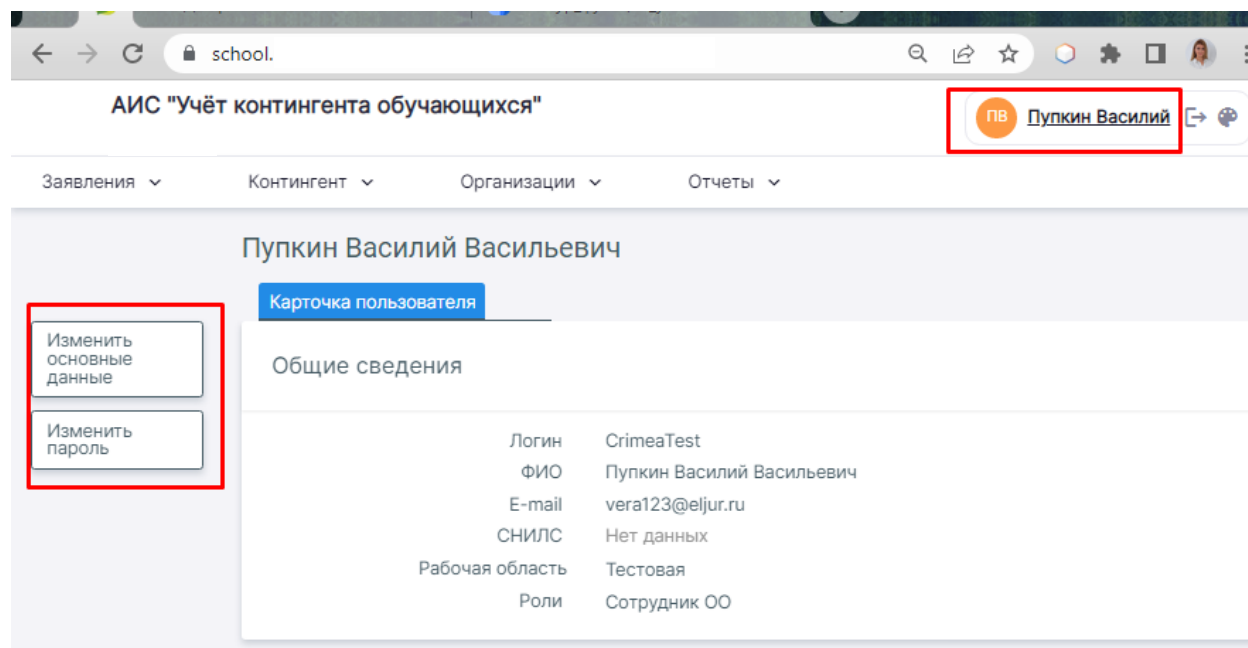 school.
АИС "Учёт контингента обучающихся"
ПВ Пупкин Василий
Заявления Контингент Организации Отчеты
Пупкин Василий Васильевич
Карточка пользователя
Изменить
основные
данные
Изменить
пароль
Общие сведения
Логин CrimeaTest
ФИО Пупкин Василий Васильевич
E-mail vera123@eljur.ru
СНИЛС Нет данных
Рабочая область Тестовая
Роли Сотрудник ОО